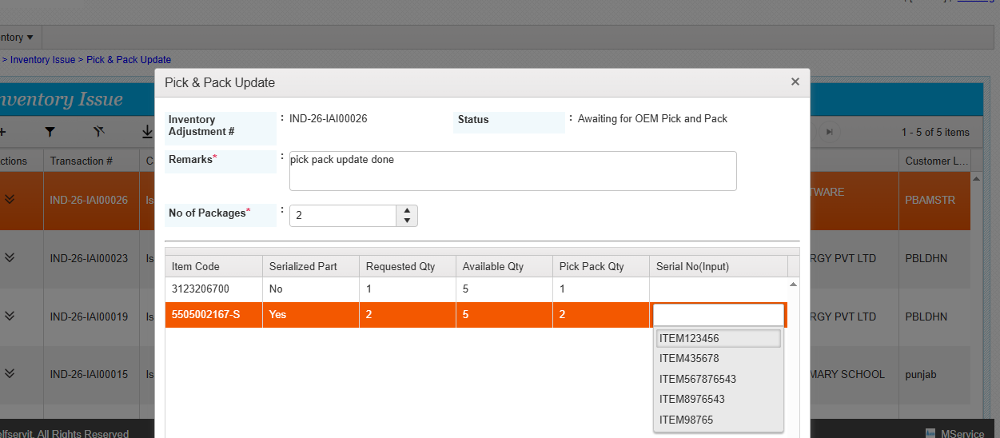 ntory
> Inventory Issue > Pick & Pack Update
Pick & Pack Update
nventory Issue
Inventory Adjustment # : IND-26-IAI00026
Status : Awaiting for OEM Pick and Pack
1 - 5 of 5 items
Remarks* : pick pack update done
No of Packages* : 2
ctions Transaction # C Customer L...
IND-26-IAI00026 Is TWARE PBAMSTR
IND-26-IAI00023 Is RGY PVT LTD PBLDHN
IND-26-IAI00019 Is RGY PVT LTD PBLDHN
IND-26-IAI00015 Is MARY SCHOOL punjab
Item Code Serialized Part Requested Qty Available Qty Pick Pack Qty Serial No(Input)
3123206700 No 1 5 1
5505002167-S Yes 2 5 2
ITEM123456
ITEM435678
ITEM567876543
ITEM8976543
ITEM98765
elfservit. All Rights Reserved
MService